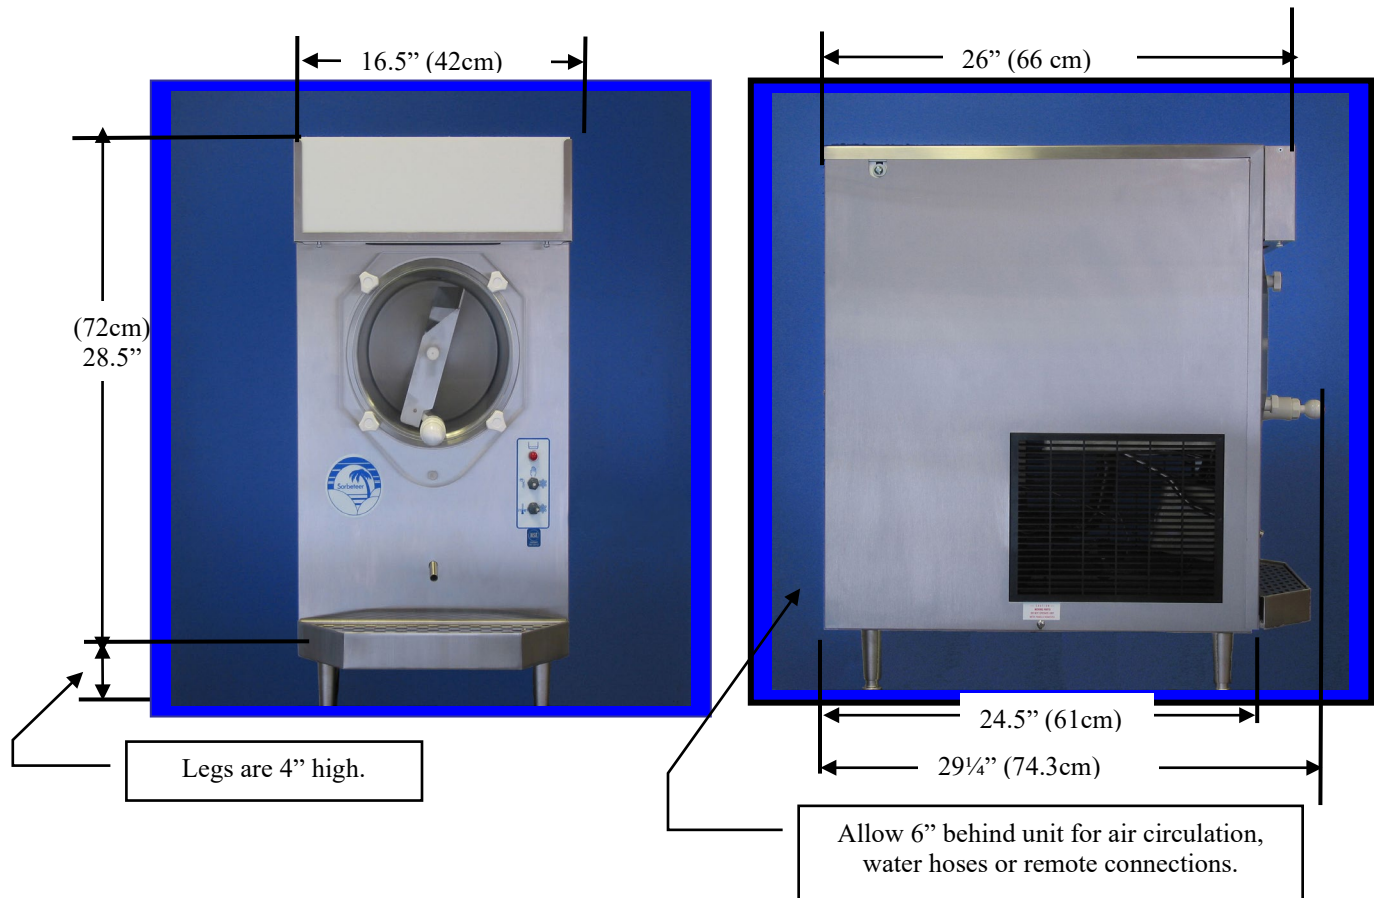 16.5” (42cm)
26” (66 cm)
(72cm)
28.5”
Sorbeteer
24.5” (61cm)
29¼” (74.3cm)
Legs are 4” high.
Allow 6” behind unit for air circulation,
water hoses or remote connections.